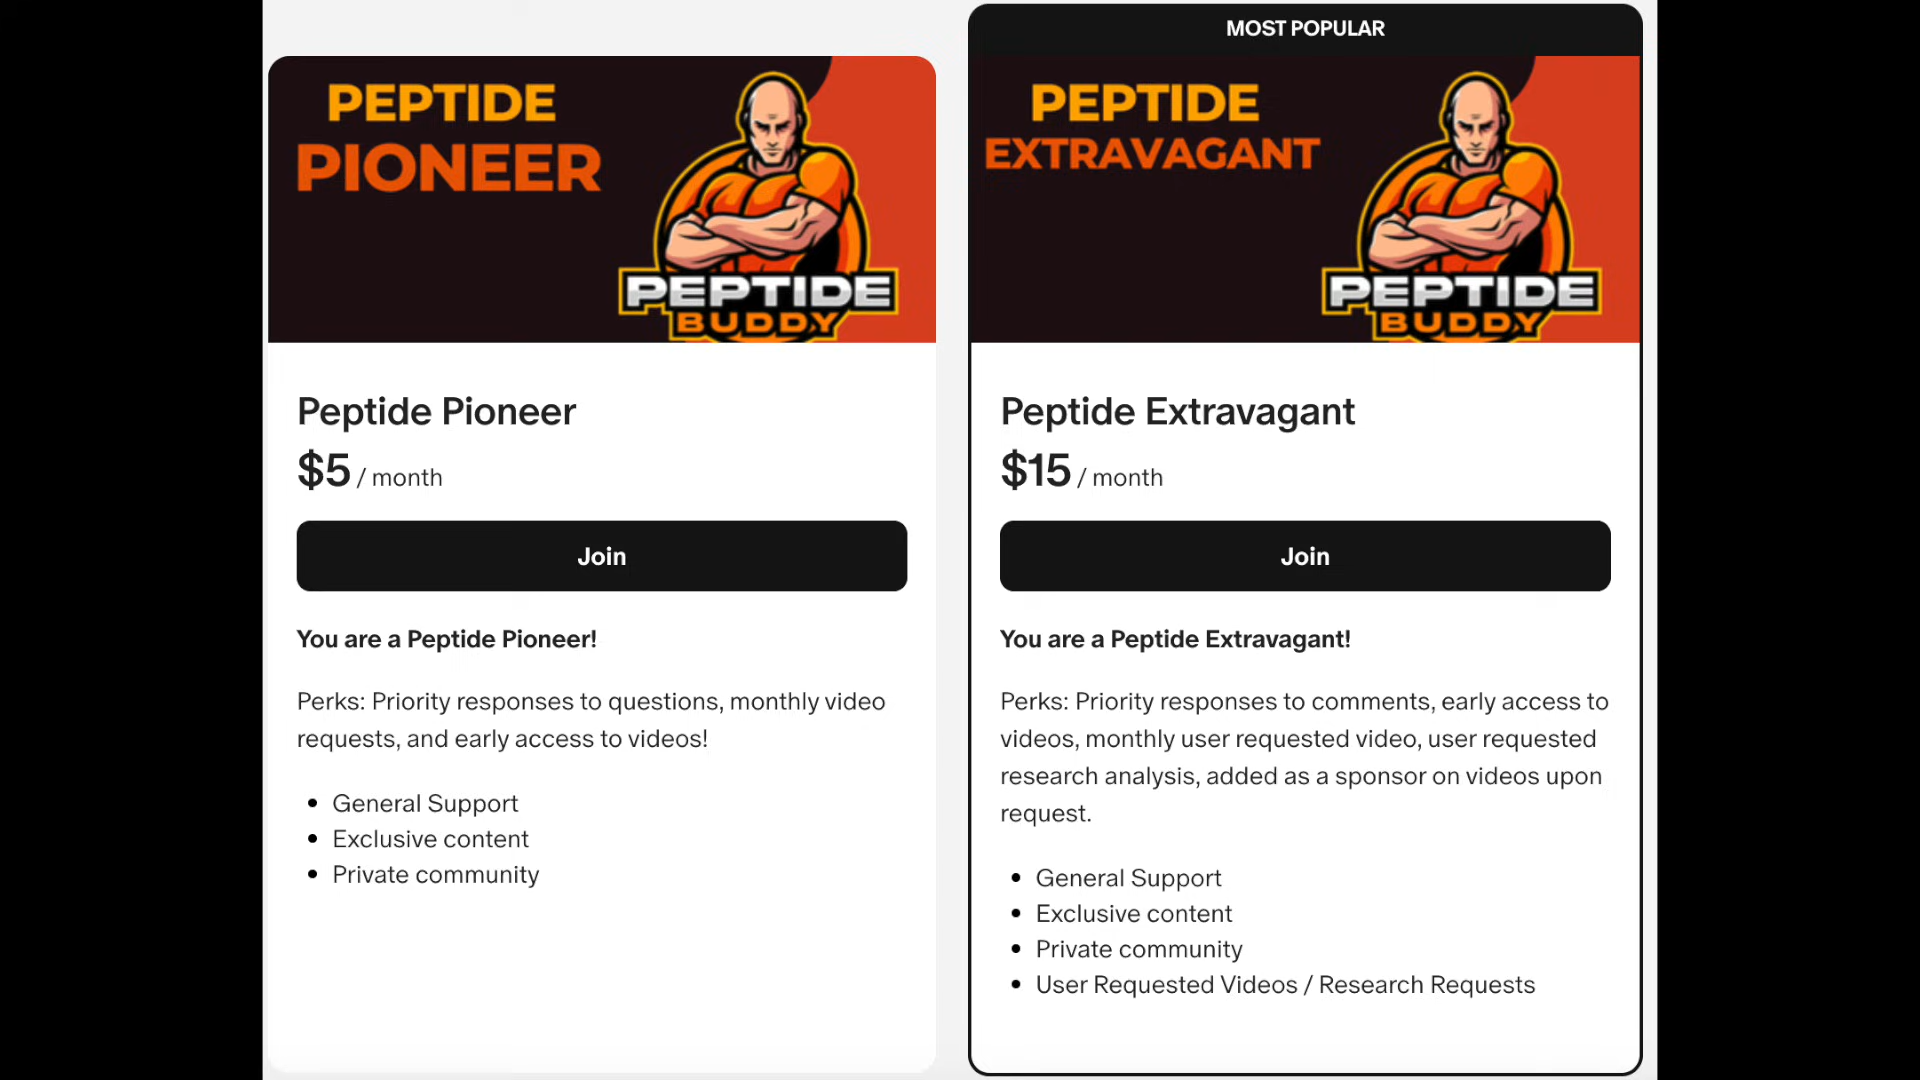 PEPTIDE
PIONEER
PEPTIDE
BUDDY
Peptide Pioneer
$5 / month
Join
You are a Peptide Pioneer!
Perks: Priority responses to questions, monthly video
requests, and early access to videos!
• General Support
• Exclusive content
• Private community
MOST POPULAR
PEPTIDE
EXTRAVAGANT
PEPTIDE
BUDDY
Peptide Extravagant
$15 / month
Join
You are a Peptide Extravagant!
Perks: Priority responses to comments, early access to
videos, monthly user requested video, user requested
research analysis, added as a sponsor on videos upon
request.
• General Support
• Exclusive content
• Private community
• User Requested Videos / Research Requests